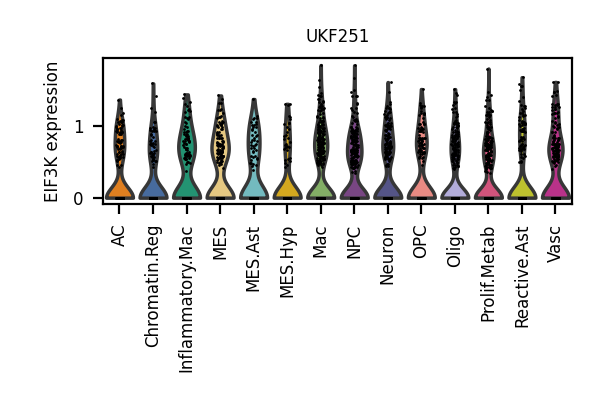 UKF251
EIF3K expression
1
0
AC
Chromatin.Reg
Inflammatory.Mac
MES
MES.Ast
MES.Hyp
Mac
NPC
Neuron
OPC
Oligo
Prolif.Metab
Reactive.Ast
Vasc